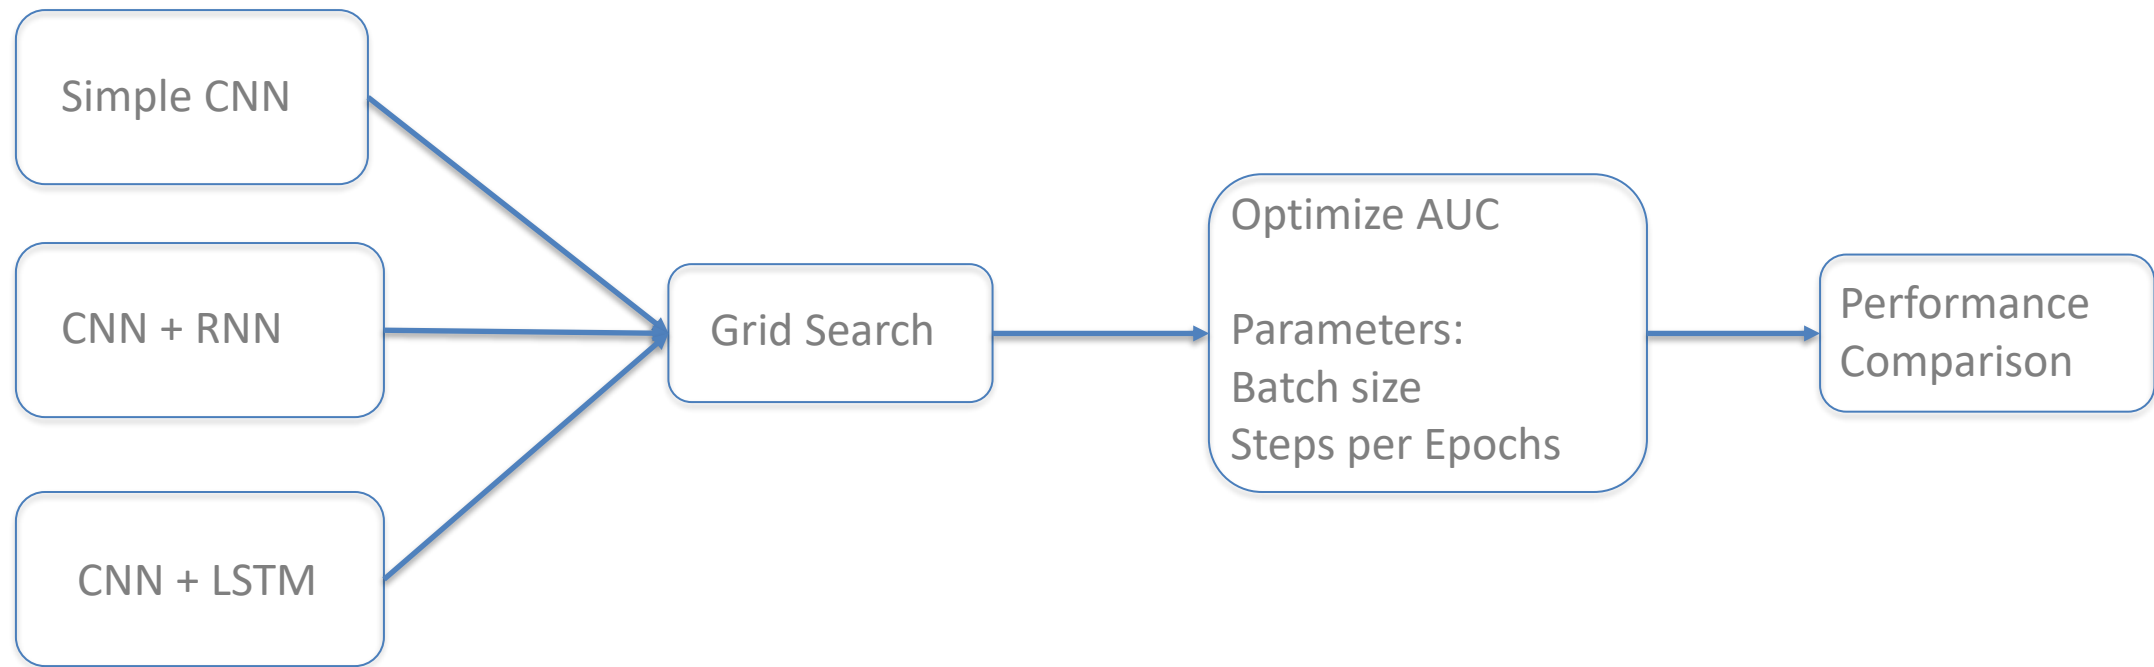 Simple CNN
CNN + RNN
CNN + LSTM
Grid Search
Optimize AUC
Parameters:
Batch size
Steps per Epochs
Performance
Comparison